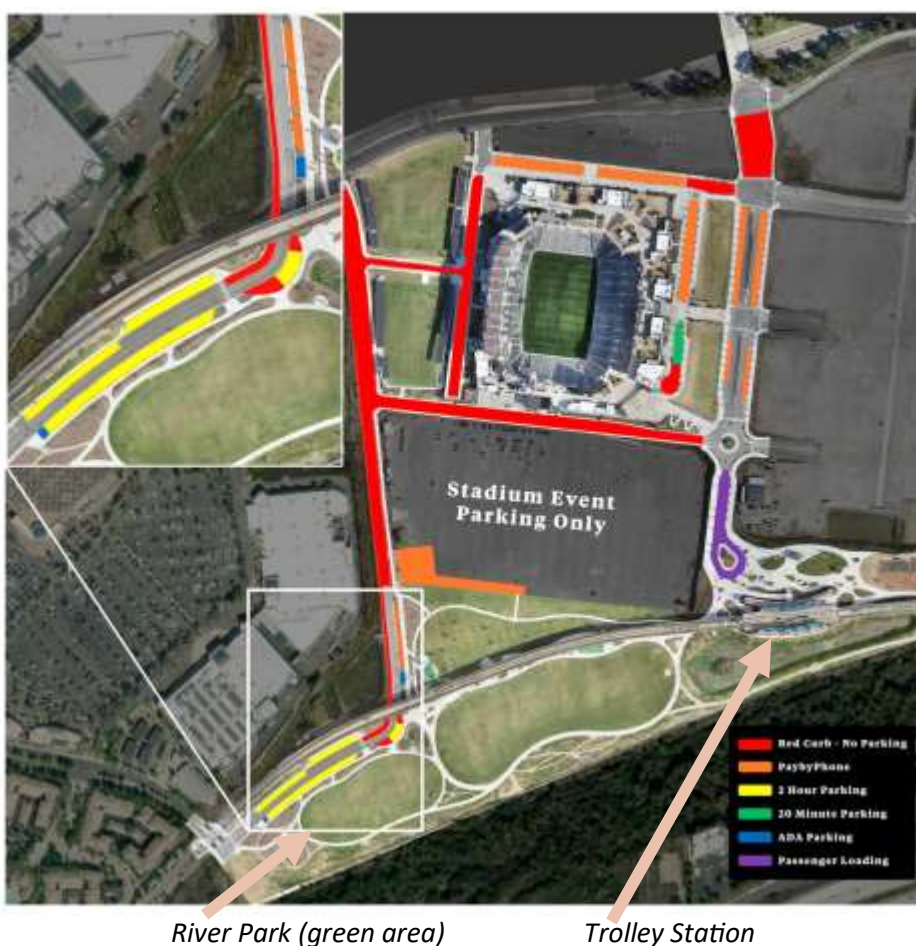 Stadium Event
Parking Only
Red Curb - No Parking
PaybyPhone
2 Hour Parking
20 Minute Parking
ADA Parking
Passenger Loading
River Park (green area)
Trolley Station